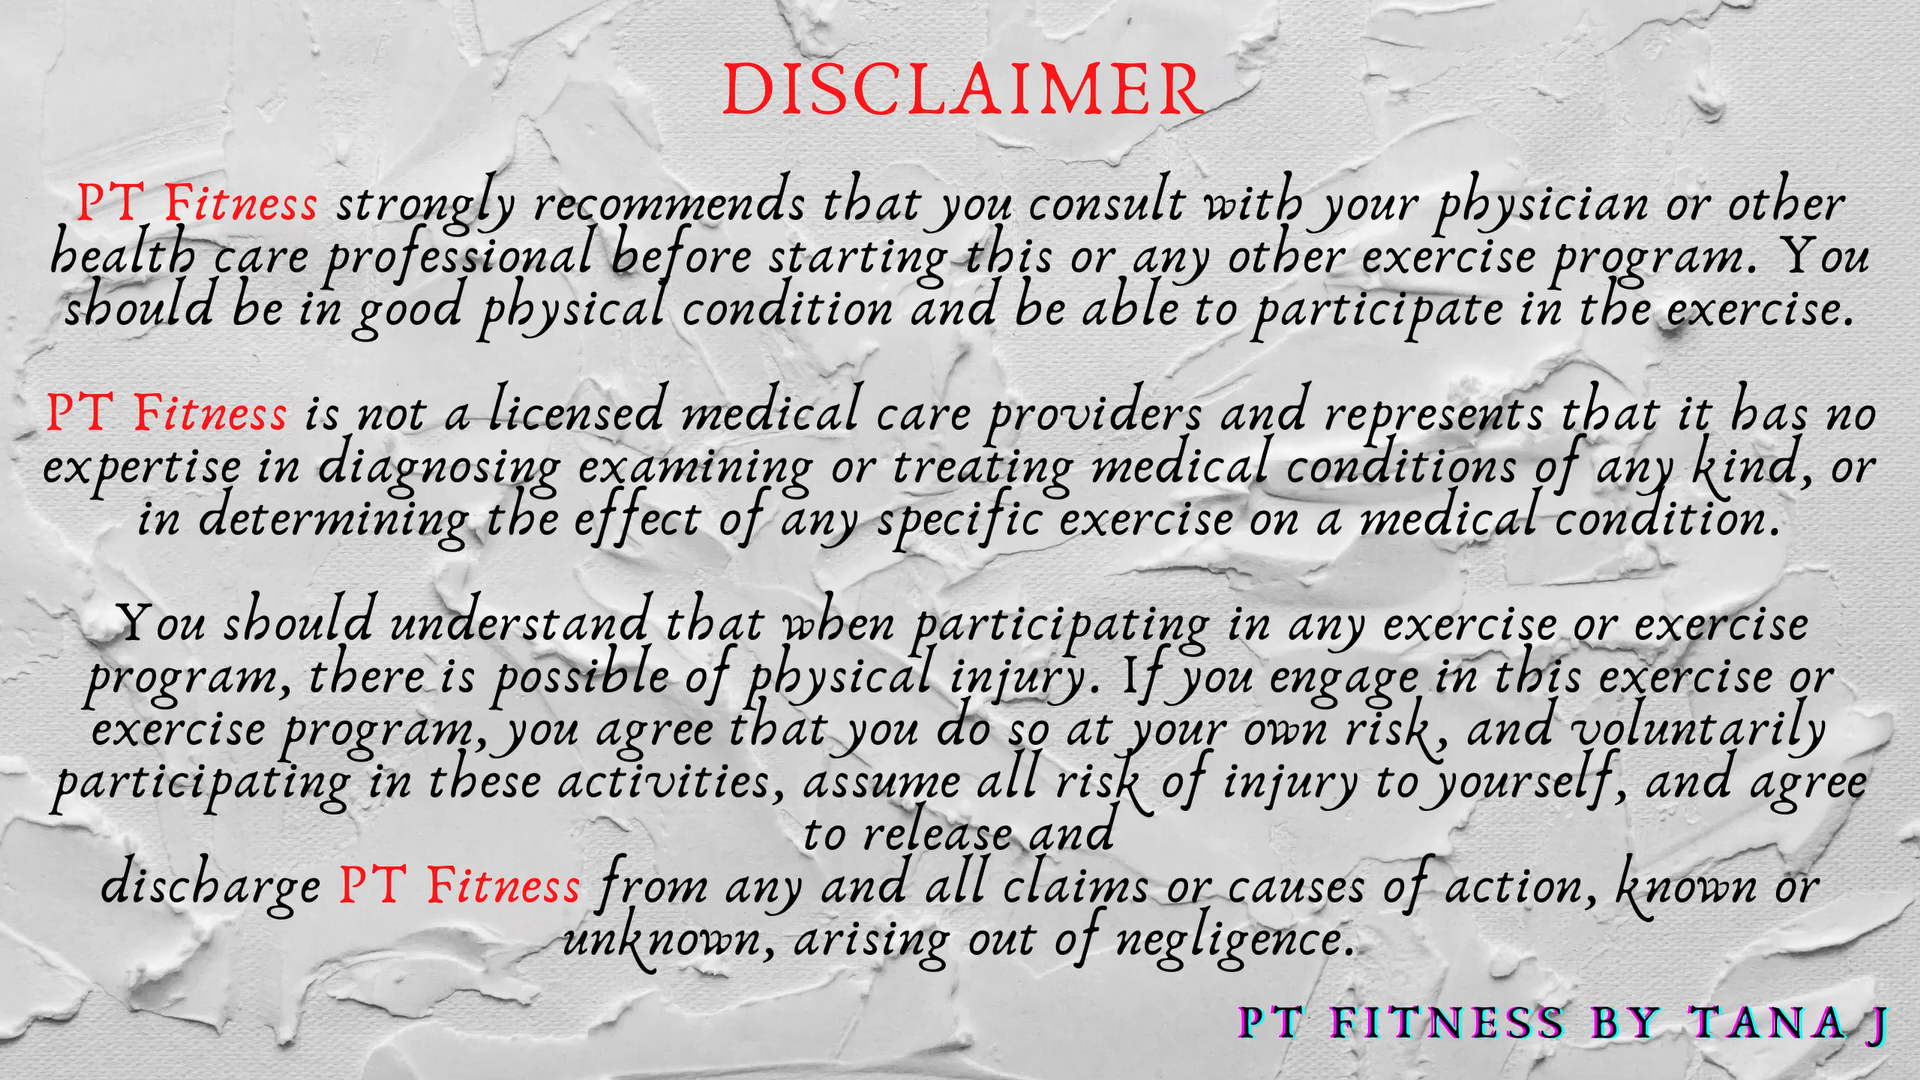 DISCLAIMER
PT Fitness strongly recommends that you consult with your physician or other
health care professional before starting this or any other exercise program. You
should be in good physical condition and be able to participate in the exercise.
PT Fitness is not a licensed medical care providers and represents that it has no
expertise in diagnosing examining or treating medical conditions of any kind, or
in determining the effect of any specific exercise on a medical condition.
You should understand that when participating in any exercise or exercise
program, there is possible of physical injury. If you engage in this exercise or
exercise program, you agree that you do so at your own risk, and voluntarily
participating in these activities, assume all risk of injury to yourself, and agree
to release and
discharge PT Fitness from any and all claims or causes of action, known or
unknown, arising out of negligence.
PT FITNESS BY TANA J